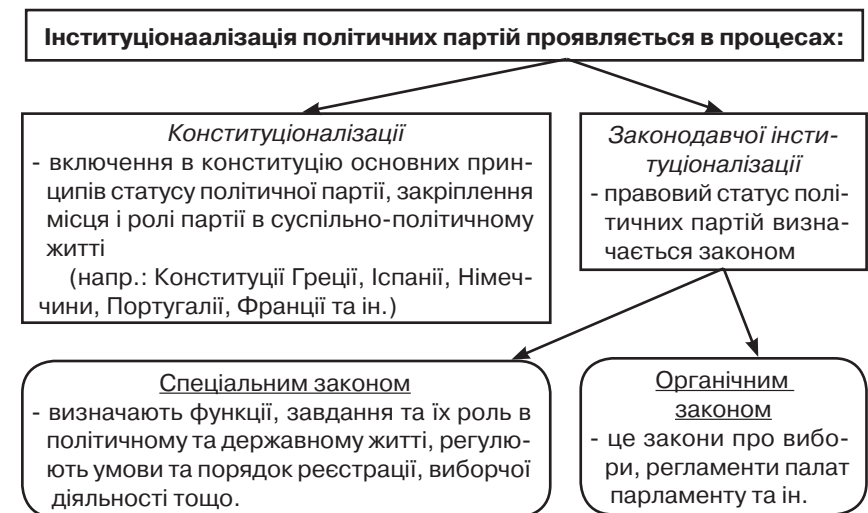 Інституціонаалізація політичних партій проявляється в процесах:
Конституціоналізації
- включення в конституцію основних прин-
ципів статусу політичної партії, закріплення
місця і ролі партії в суспільно-політичному
житті
(напр.: Конституції Греції, Іспанії, Німеч-
чини, Португалії, Франції та ін.)
Законодавчої інсти-
туціоналізації
- правовий статус полі-
тичних партій визна-
чається законом
Спеціальним законом
- визначають функції, завдання та їх роль в
політичному та державному житті, регулю-
ють умови та порядок реєстрації, виборчої
діяльності тощо.
Органічним
законом
- це закони про вибо-
ри, регламенти палат
парламенту та ін.